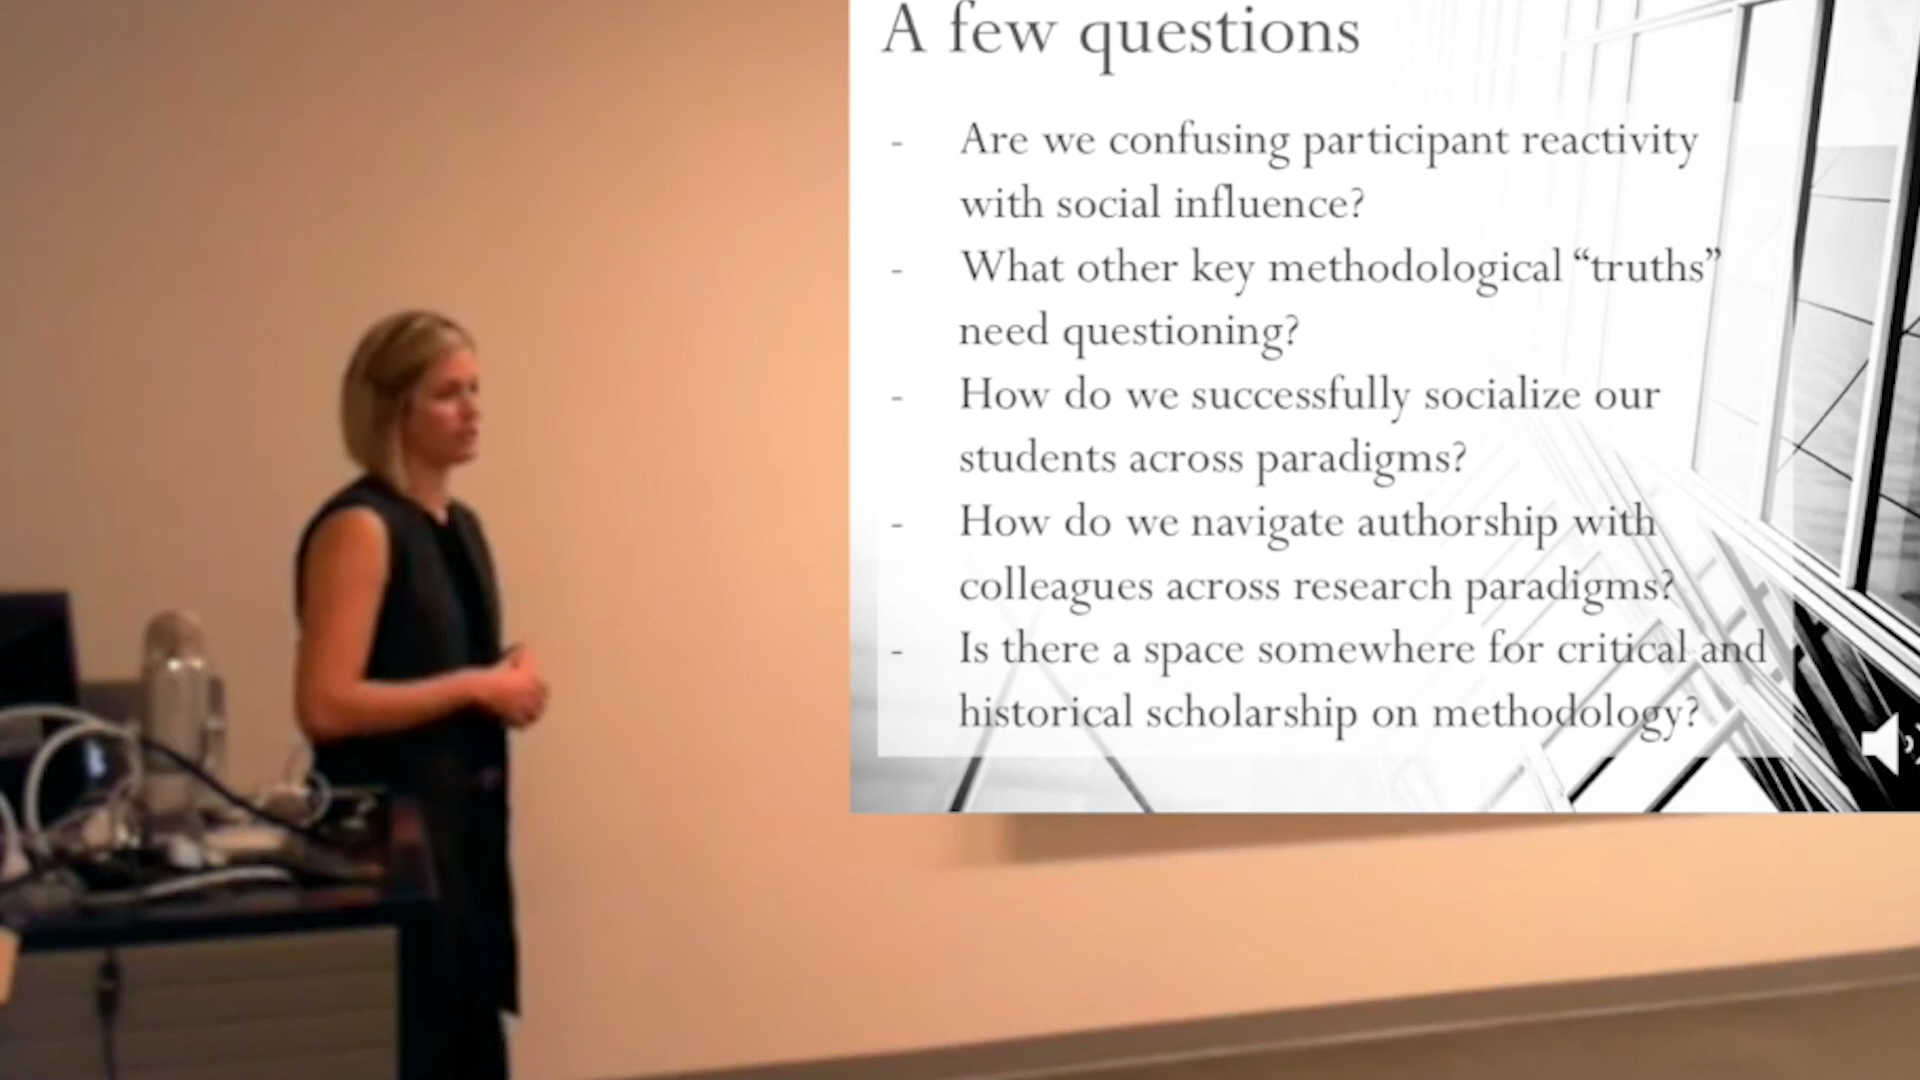 A few questions
- Are we confusing participant reactivity
with social influence?
- What other key methodological “truths”
need questioning?
- How do we successfully socialize our
students across paradigms?
- How do we navigate authorship with
colleagues across research paradigms?
- Is there a space somewhere for critical and
historical scholarship on methodology?